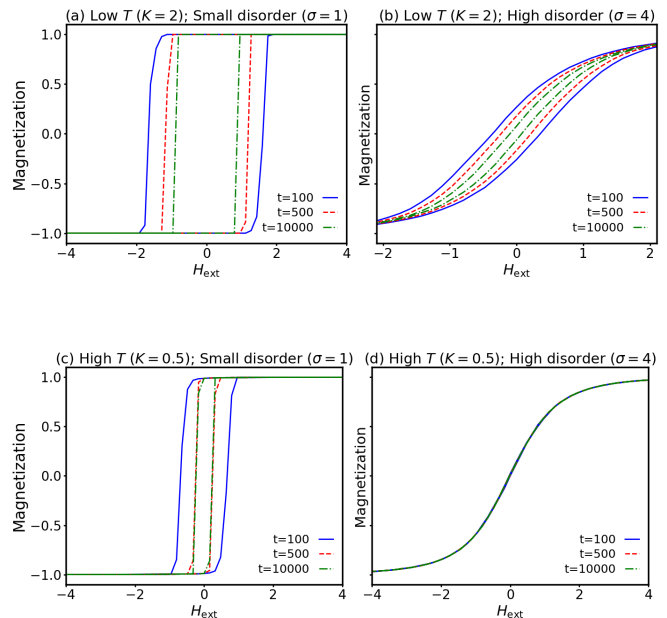 (a) Low T (K = 2); Small disorder (σ = 1)
(b) Low T (K = 2); High disorder (σ = 4)
1.0
0.5
0.0
−0.5
−1.0
Magnetization
Magnetization
t=100
t=500
t=10000
t=100
t=500
t=10000
−4 −2 0 2 4
−2 −1 0 1 2
H_ext
H_ext
(c) High T (K = 0.5); Small disorder (σ = 1)
(d) High T (K = 0.5); High disorder (σ = 4)
1.0
0.5
0.0
−0.5
−1.0
Magnetization
Magnetization
t=100
t=500
t=10000
t=100
t=500
t=10000
−4 −2 0 2 4
−4 −2 0 2 4
H_ext
H_ext